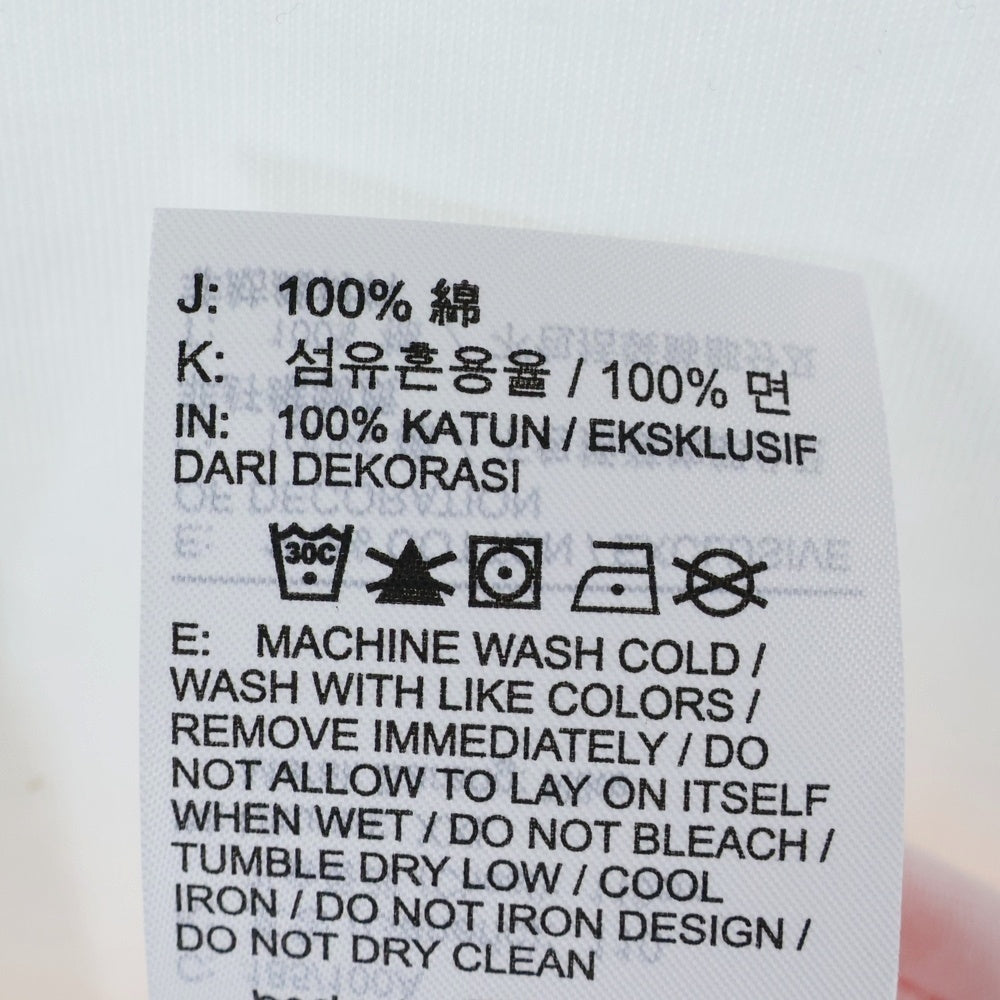 J: 100% 綿
K: 섬유혼용율 / 100% 면
IN: 100% KATUN / EKSKLUSIF
DARI DEKORASI
30C
E: MACHINE WASH COLD /
WASH WITH LIKE COLORS /
REMOVE IMMEDIATELY / DO
NOT ALLOW TO LAY ON ITSELF
WHEN WET / DO NOT BLEACH /
TUMBLE DRY LOW / COOL
IRON / DO NOT IRON DESIGN /
DO NOT DRY CLEAN